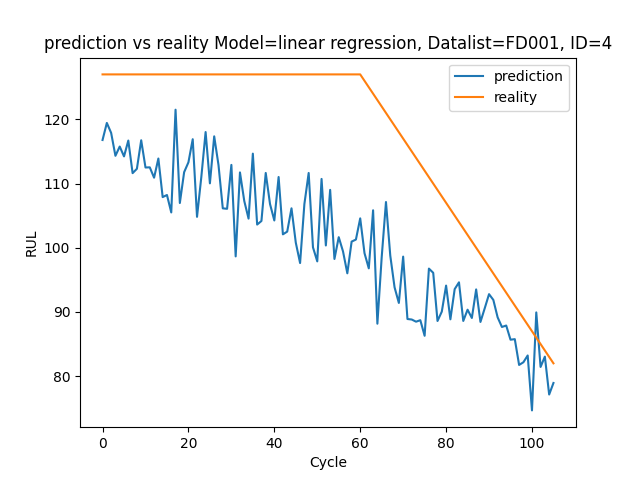 prediction vs reality Model=linear regression, Datalist=FD001, ID=4
prediction
reality
120
110
100
90
80
RUL
0 20 40 60 80 100
Cycle